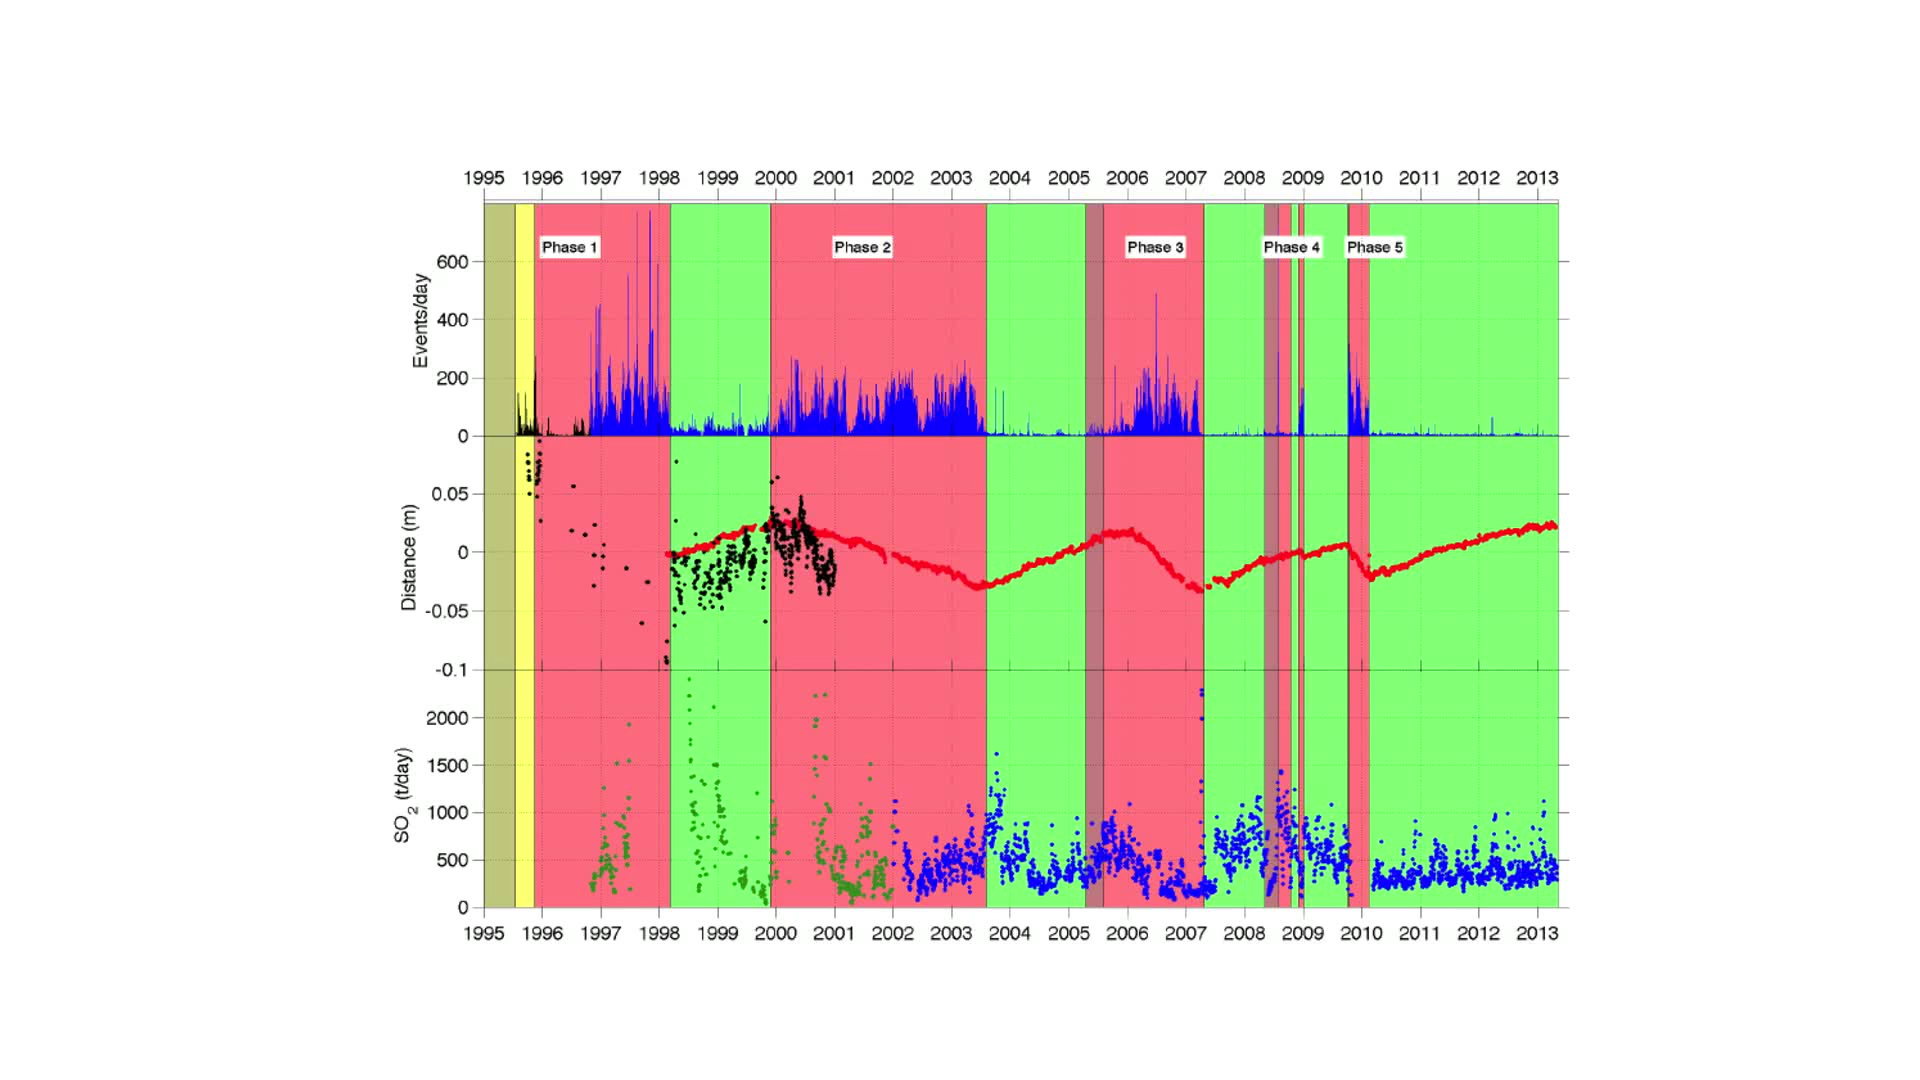 1995 1996 1997 1998 1999 2000 2001 2002 2003 2004 2005 2006 2007 2008 2009 2010 2011 2012 2013
Phase 1 Phase 2 Phase 3 Phase 4 Phase 5
Events/day
600
400
200
0
Distance (m)
0.05
0
-0.05
-0.1
SO2 (t/day)
2000
1500
1000
500
0
1995 1996 1997 1998 1999 2000 2001 2002 2003 2004 2005 2006 2007 2008 2009 2010 2011 2012 2013